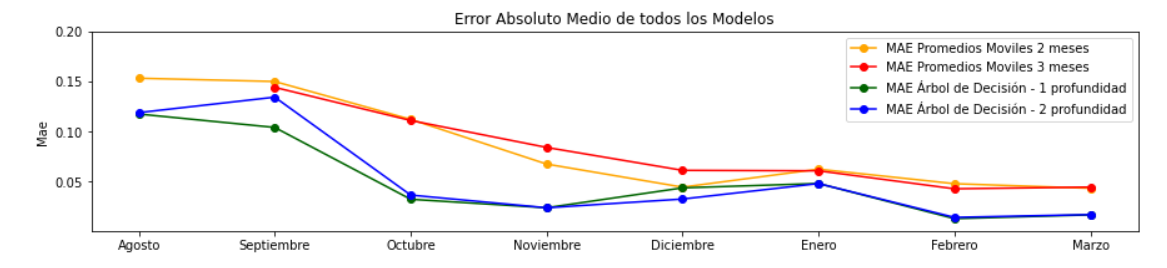 Error Absoluto Medio de todos los Modelos
0.20
0.15
0.10
0.05
Mae
MAE Promedios Moviles 2 meses
MAE Promedios Moviles 3 meses
MAE Árbol de Decisión - 1 profundidad
MAE Árbol de Decisión - 2 profundidad
Agosto Septiembre Octubre Noviembre Diciembre Enero Febrero Marzo